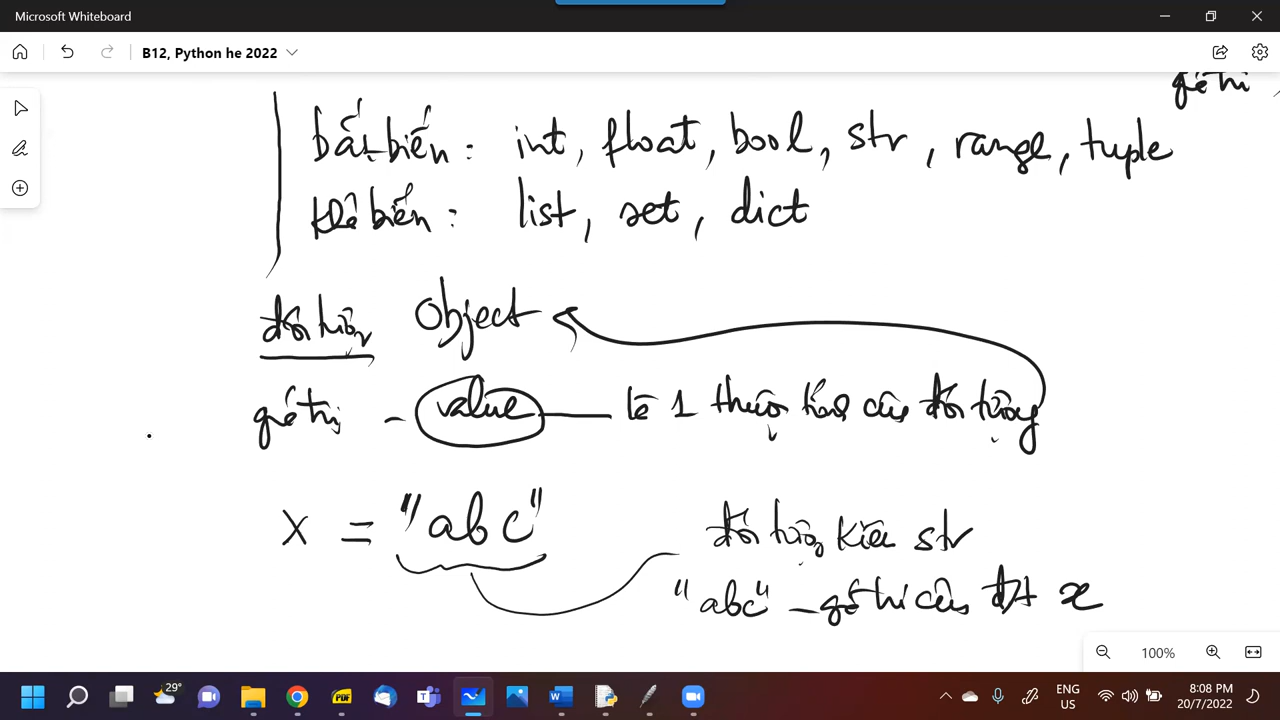 Microsoft Whiteboard
B12, Python he 2022
giá trị
bất biến : int, float, bool, str, range, tuple
khả biến : list, set, dict
đối tượng Object
giá trị - value - là 1 thuộc tính của đối tượng
x = "abc"
đối tượng kiểu str
"abc" - giá trị của đ/t x
100%
29°
ENG
US
8:08 PM
20/7/2022